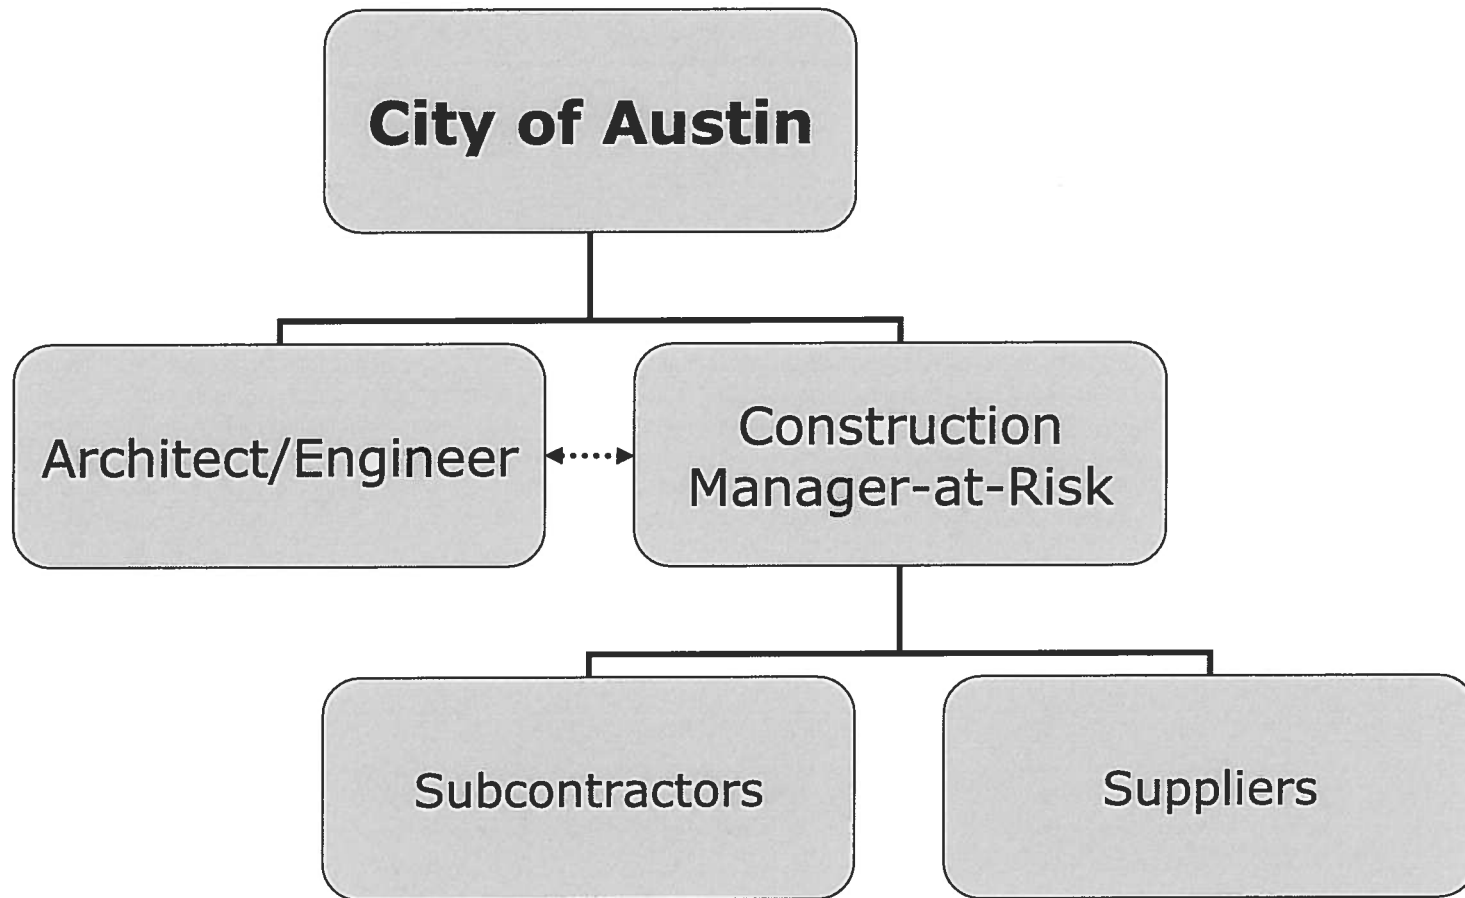 City of Austin
Architect/Engineer
Construction
Manager-at-Risk
Subcontractors
Suppliers